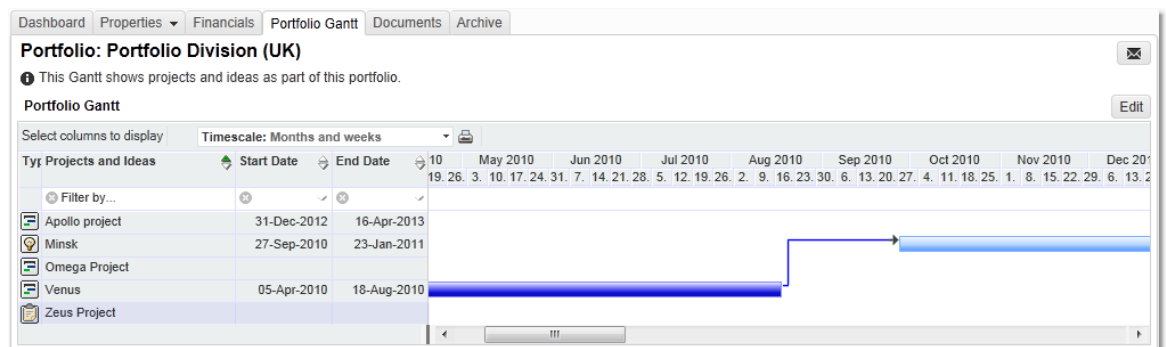 Dashboard Properties Financials Portfolio Gantt Documents Archive
Portfolio: Portfolio Division (UK)
This Gantt shows projects and ideas as part of this portfolio.
Portfolio Gantt Edit
Select columns to display Timescale: Months and weeks
Typ Projects and Ideas Start Date End Date 10 May 2010 Jun 2010 Jul 2010 Aug 2010 Sep 2010 Oct 2010 Nov 2010 Dec 201
19. 26. 3. 10. 17. 24. 31. 7. 14. 21. 28. 5. 12. 19. 26. 2. 9. 16. 23. 30. 6. 13. 20. 27. 4. 11. 18. 25. 1. 8. 15. 22. 29. 6. 13. 2
Filter by...
Apollo project 31-Dec-2012 16-Apr-2013
Minsk 27-Sep-2010 23-Jan-2011
Omega Project
Venus 05-Apr-2010 18-Aug-2010
Zeus Project